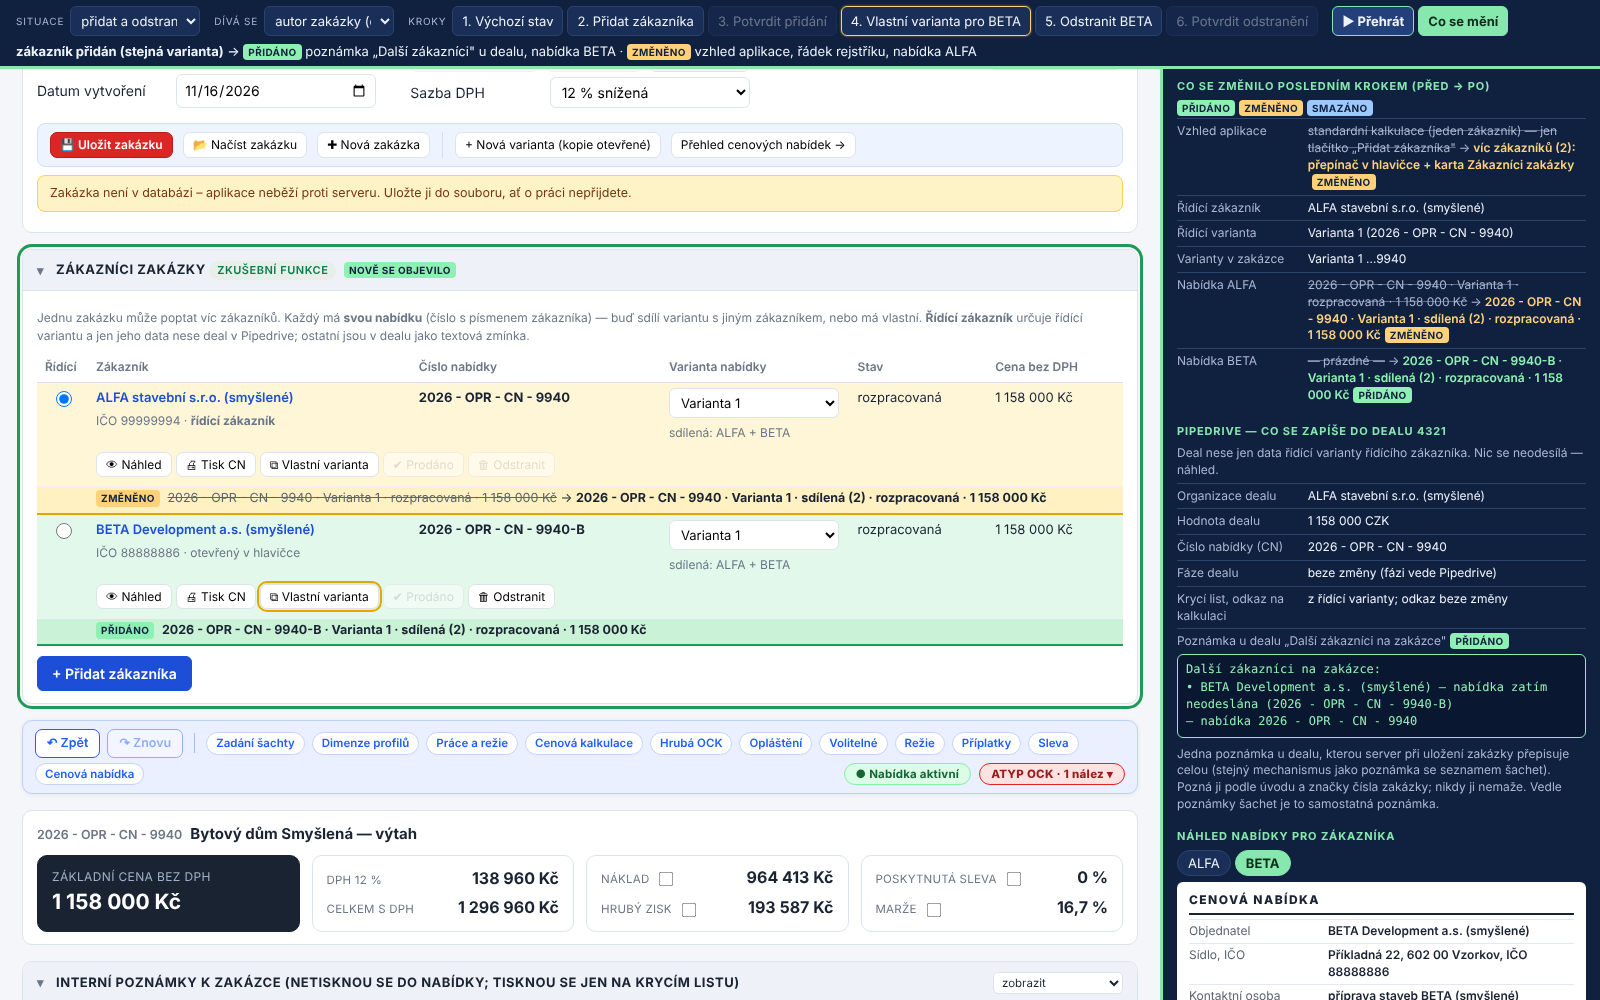 SITUACE přidat a odstran DÍVÁ SE autor zakázky (o KROKY 1. Výchozí stav 2. Přidat zákazníka 3. Potvrdit přidání 4. Vlastní varianta pro BETA 5. Odstranit BETA 6. Potvrdit odstranění ▶ Přehrát Co se mění
zákazník přidán (stejná varianta) → PŘIDÁNO poznámka „Další zákazníci" u dealu, nabídka BETA · ZMĚNĚNO vzhled aplikace, řádek rejstříku, nabídka ALFA
Datum vytvoření 11/16/2026 Sazba DPH 12 % snížená
💾 Uložit zakázku 📂 Načíst zakázku ✚ Nová zakázka + Nová varianta (kopie otevřené) Přehled cenových nabídek →
Zakázka není v databázi – aplikace neběží proti serveru. Uložte ji do souboru, ať o práci nepřijdete.
▼ ZÁKAZNÍCI ZAKÁZKY ZKUŠEBNÍ FUNKCE NOVĚ SE OBJEVILO
Jednu zakázku může poptat víc zákazníků. Každý má svou nabídku (číslo s písmenem zákazníka) — buď sdílí variantu s jiným zákazníkem, nebo má vlastní. Řídící zákazník určuje řídící
variantu a jen jeho data nese deal v Pipedrive; ostatní jsou v dealu jako textová zmínka.
Řídící Zákazník Číslo nabídky Varianta nabídky Stav Cena bez DPH
ALFA stavební s.r.o. (smyšlené) 2026 - OPR - CN - 9940 Varianta 1 rozpracovaná 1 158 000 Kč
IČO 99999994 · řídící zákazník sdílená: ALFA + BETA
👁 Náhled 🖨 Tisk CN ⧉ Vlastní varianta ✔ Prodáno 🗑 Odstranit
ZMĚNĚNO 2026 - OPR - CN - 9940 · Varianta 1 · rozpracovaná · 1 158 000 Kč → 2026 - OPR - CN - 9940 · Varianta 1 · sdílená (2) · rozpracovaná · 1 158 000 Kč
BETA Development a.s. (smyšlené) 2026 - OPR - CN - 9940-B Varianta 1 rozpracovaná 1 158 000 Kč
IČO 88888886 · otevřený v hlavičce sdílená: ALFA + BETA
👁 Náhled 🖨 Tisk CN ⧉ Vlastní varianta ✔ Prodáno 🗑 Odstranit
PŘIDÁNO 2026 - OPR - CN - 9940-B · Varianta 1 · sdílená (2) · rozpracovaná · 1 158 000 Kč
+ Přidat zákazníka
↶ Zpět ↷ Znovu Zadání šachty Dimenze profilů Práce a režie Cenová kalkulace Hrubá OCK Opláštění Volitelné Režie Příplatky Sleva
Cenová nabídka ● Nabídka aktivní ATYP OCK · 1 nález ▾
2026 - OPR - CN - 9940 Bytový dům Smyšlená — výtah
ZÁKLADNÍ CENA BEZ DPH
1 158 000 Kč
DPH 12 % 138 960 Kč
CELKEM S DPH 1 296 960 Kč
NÁKLAD 964 413 Kč
HRUBÝ ZISK 193 587 Kč
POSKYTNUTÁ SLEVA 0 %
MARŽE 16,7 %
▼ INTERNÍ POZNÁMKY K ZAKÁZCE (NETISKNOU SE DO NABÍDKY; TISKNOU SE JEN NA KRYCÍM LISTU) zobrazit
CO SE ZMĚNILO POSLEDNÍM KROKEM (PŘED → PO)
PŘIDÁNO ZMĚNĚNO SMAZÁNO
Vzhled aplikace standardní kalkulace (jeden zákazník) — jen
tlačítko „Přidat zákazníka" → víc zákazníků (2):
přepínač v hlavičce + karta Zákazníci zakázky
ZMĚNĚNO
Řídící zákazník ALFA stavební s.r.o. (smyšlené)
Řídící varianta Varianta 1 (2026 - OPR - CN - 9940)
Varianty v zakázce Varianta 1 …9940
Nabídka ALFA 2026 - OPR - CN - 9940 · Varianta 1 ·
rozpracovaná · 1 158 000 Kč → 2026 - OPR - CN
- 9940 · Varianta 1 · sdílená (2) · rozpracovaná ·
1 158 000 Kč ZMĚNĚNO
Nabídka BETA — prázdné — → 2026 - OPR - CN - 9940-B ·
Varianta 1 · sdílená (2) · rozpracovaná · 1 158
000 Kč PŘIDÁNO
PIPEDRIVE — CO SE ZAPÍŠE DO DEALU 4321
Deal nese jen data řídící varianty řídícího zákazníka. Nic se neodesílá —
náhled.
Organizace dealu ALFA stavební s.r.o. (smyšlené)
Hodnota dealu 1 158 000 CZK
Číslo nabídky (CN) 2026 - OPR - CN - 9940
Fáze dealu beze změny (fázi vede Pipedrive)
Krycí list, odkaz na z řídící varianty; odkaz beze změny
kalkulaci
Poznámka u dealu „Další zákazníci na zakázce" PŘIDÁNO
Další zákazníci na zakázce:
• BETA Development a.s. (smyšlené) — nabídka zatím
neodeslána (2026 - OPR - CN - 9940-B)
— nabídka 2026 - OPR - CN - 9940
Jedna poznámka u dealu, kterou server při uložení zakázky přepisuje
celou (stejný mechanismus jako poznámka se seznamem šachet).
Pozná ji podle úvodu a značky čísla zakázky; nikdy ji nemaže. Vedle
poznámky šachet je to samostatná poznámka.
NÁHLED NABÍDKY PRO ZÁKAZNÍKA
ALFA BETA
CENOVÁ NABÍDKA
Objednatel BETA Development a.s. (smyšlené)
Sídlo, IČO Příkladná 22, 602 00 Vzorkov, IČO
88888886
Kontaktní osoba příprava staveb BETA (smyšlené)